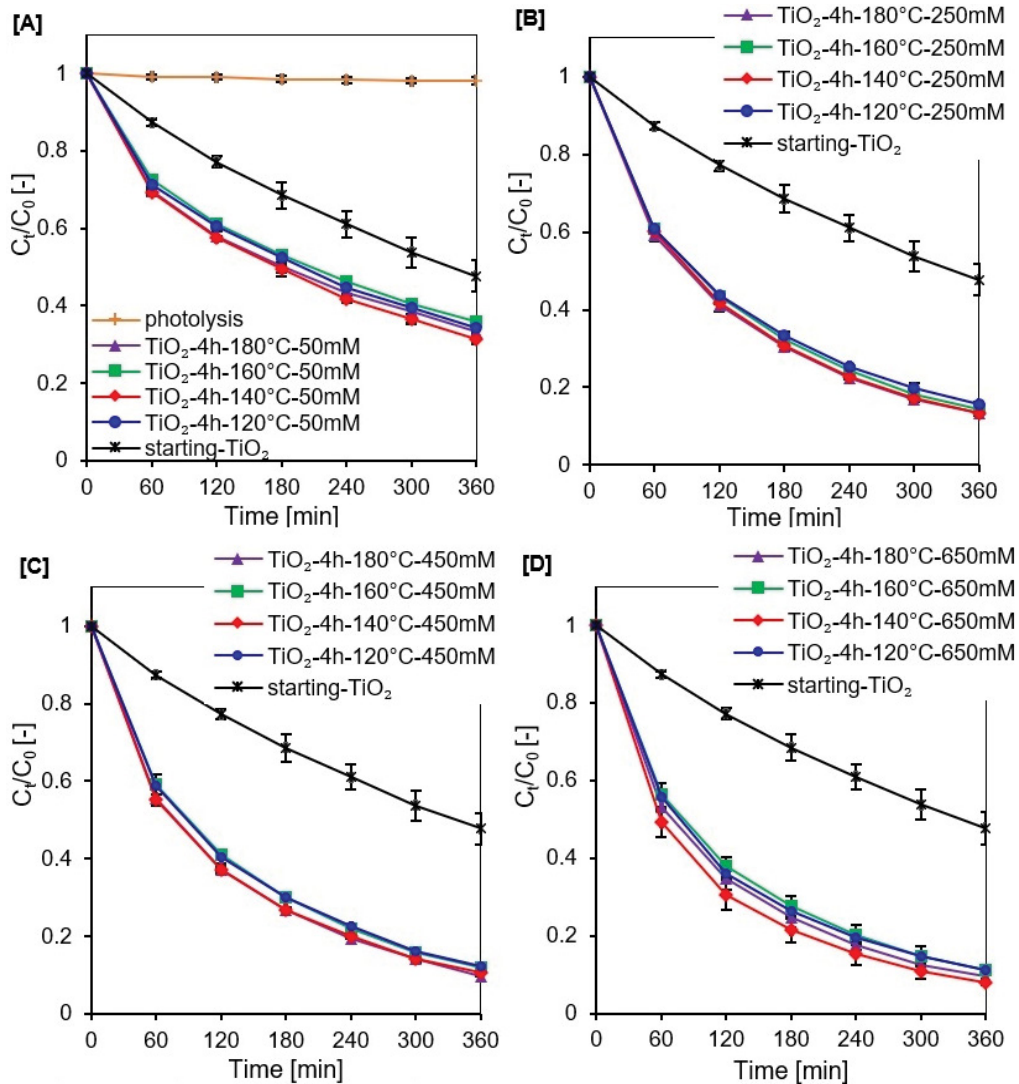 [A]
1
0.8
0.6
0.4
0.2
0
Cₜ/C₀ [-]
photolysis
TiO₂-4h-180°C-50mM
TiO₂-4h-160°C-50mM
TiO₂-4h-140°C-50mM
TiO₂-4h-120°C-50mM
starting-TiO₂
0 60 120 180 240 300 360
Time [min]
[B]
TiO₂-4h-180°C-250mM
TiO₂-4h-160°C-250mM
TiO₂-4h-140°C-250mM
TiO₂-4h-120°C-250mM
starting-TiO₂
1
0.8
0.6
0.4
0.2
0
Cₜ/C₀ [-]
0 60 120 180 240 300 360
Time [min]
[C]
TiO₂-4h-180°C-450mM
TiO₂-4h-160°C-450mM
TiO₂-4h-140°C-450mM
TiO₂-4h-120°C-450mM
starting-TiO₂
1
0.8
0.6
0.4
0.2
0
Cₜ/C₀ [-]
0 60 120 180 240 300 360
Time [min]
[D]
TiO₂-4h-180°C-650mM
TiO₂-4h-160°C-650mM
TiO₂-4h-140°C-650mM
TiO₂-4h-120°C-650mM
starting-TiO₂
1
0.8
0.6
0.4
0.2
0
Cₜ/C₀ [-]
0 60 120 180 240 300 360
Time [min]